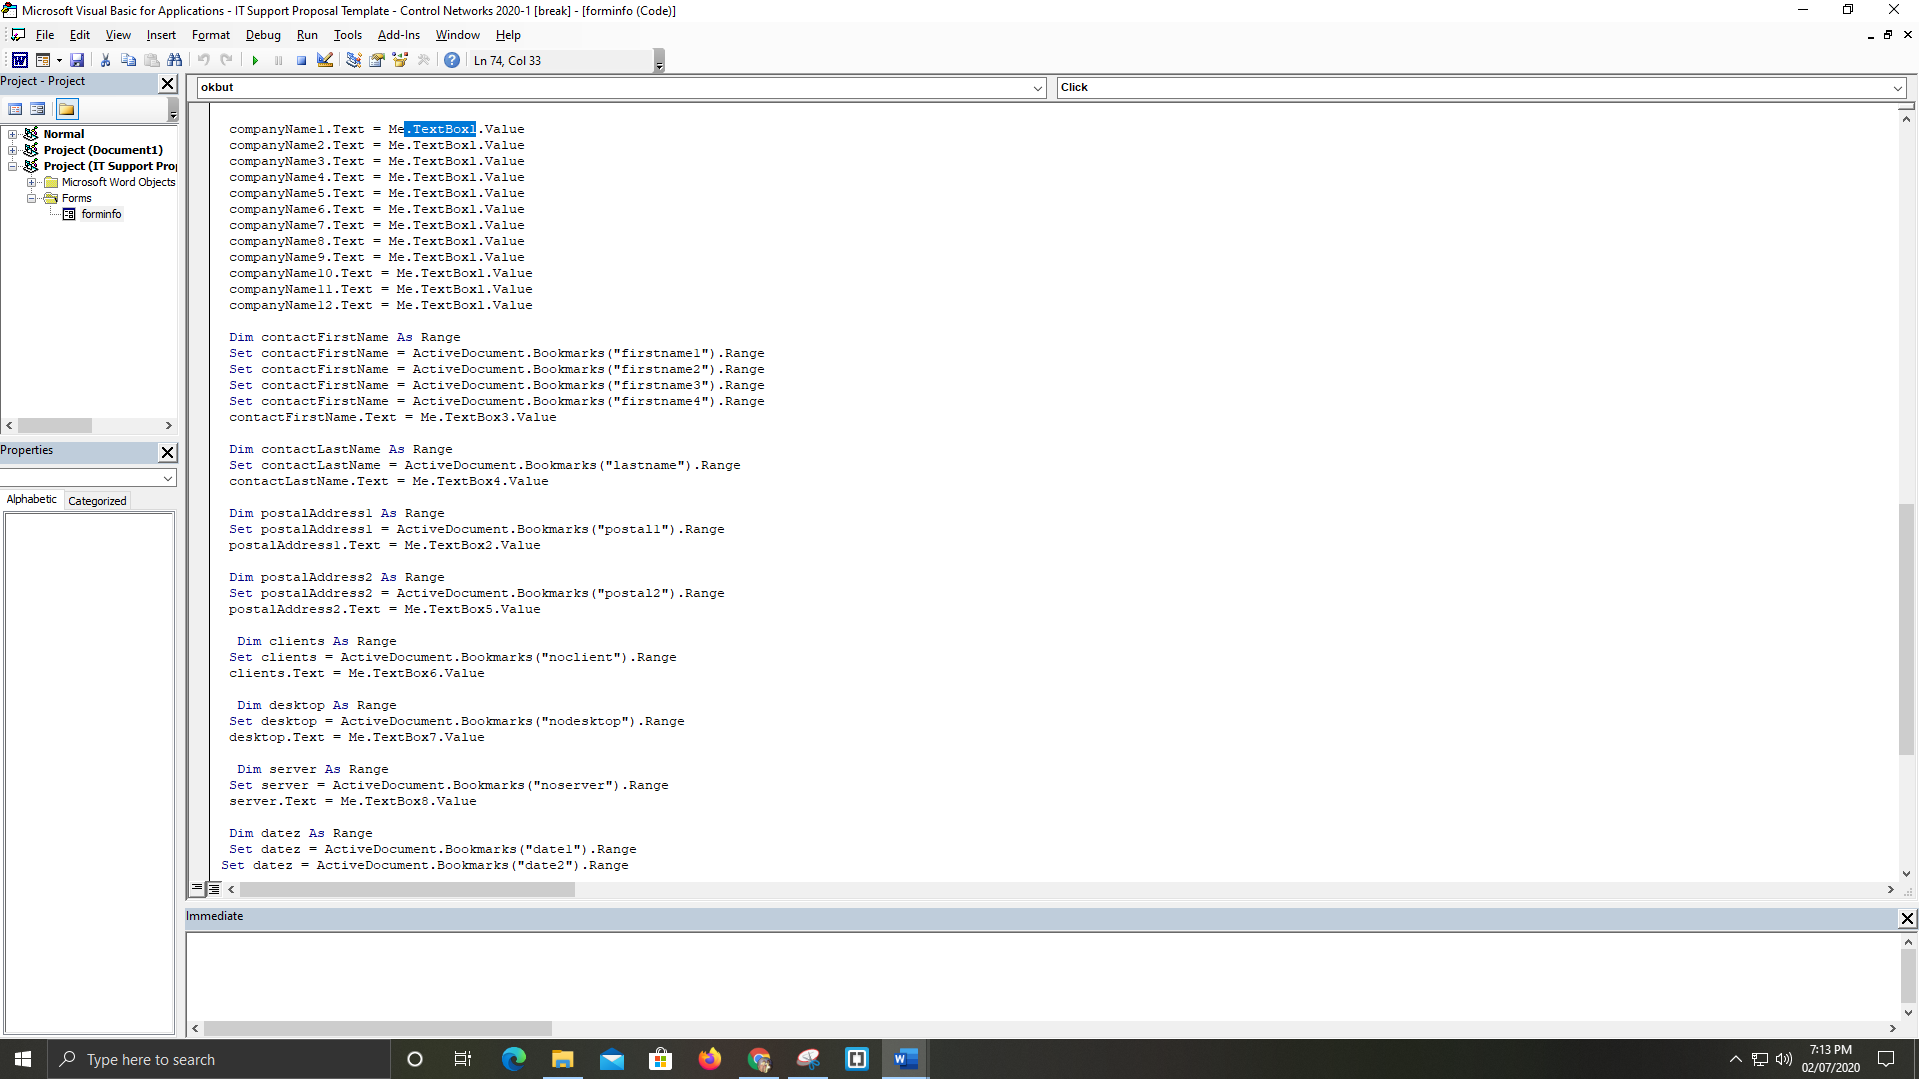 Microsoft Visual Basic for Applications - IT Support Proposal Template - Control Networks 2020-1 [break] - [forminfo (Code)]
File Edit View Insert Format Debug Run Tools Add-Ins Window Help
Ln 74, Col 33
Project - Project
okbut
Click
Normal
Project (Document1)
Project (IT Support Pro
Microsoft Word Objects
Forms
forminfo
Properties
Alphabetic Categorized
companyName1.Text = Me.TextBox1.Value
companyName2.Text = Me.TextBox1.Value
companyName3.Text = Me.TextBox1.Value
companyName4.Text = Me.TextBox1.Value
companyName5.Text = Me.TextBox1.Value
companyName6.Text = Me.TextBox1.Value
companyName7.Text = Me.TextBox1.Value
companyName8.Text = Me.TextBox1.Value
companyName9.Text = Me.TextBox1.Value
companyName10.Text = Me.TextBox1.Value
companyName11.Text = Me.TextBox1.Value
companyName12.Text = Me.TextBox1.Value
Dim contactFirstName As Range
Set contactFirstName = ActiveDocument.Bookmarks("firstname1").Range
Set contactFirstName = ActiveDocument.Bookmarks("firstname2").Range
Set contactFirstName = ActiveDocument.Bookmarks("firstname3").Range
Set contactFirstName = ActiveDocument.Bookmarks("firstname4").Range
contactFirstName.Text = Me.TextBox3.Value
Dim contactLastName As Range
Set contactLastName = ActiveDocument.Bookmarks("lastname").Range
contactLastName.Text = Me.TextBox4.Value
Dim postalAddress1 As Range
Set postalAddress1 = ActiveDocument.Bookmarks("postal1").Range
postalAddress1.Text = Me.TextBox2.Value
Dim postalAddress2 As Range
Set postalAddress2 = ActiveDocument.Bookmarks("postal2").Range
postalAddress2.Text = Me.TextBox5.Value
Dim clients As Range
Set clients = ActiveDocument.Bookmarks("noclient").Range
clients.Text = Me.TextBox6.Value
Dim desktop As Range
Set desktop = ActiveDocument.Bookmarks("nodesktop").Range
desktop.Text = Me.TextBox7.Value
Dim server As Range
Set server = ActiveDocument.Bookmarks("noserver").Range
server.Text = Me.TextBox8.Value
Dim datez As Range
Set datez = ActiveDocument.Bookmarks("date1").Range
Set datez = ActiveDocument.Bookmarks("date2").Range
Immediate
Type here to search
7:13 PM
02/07/2020